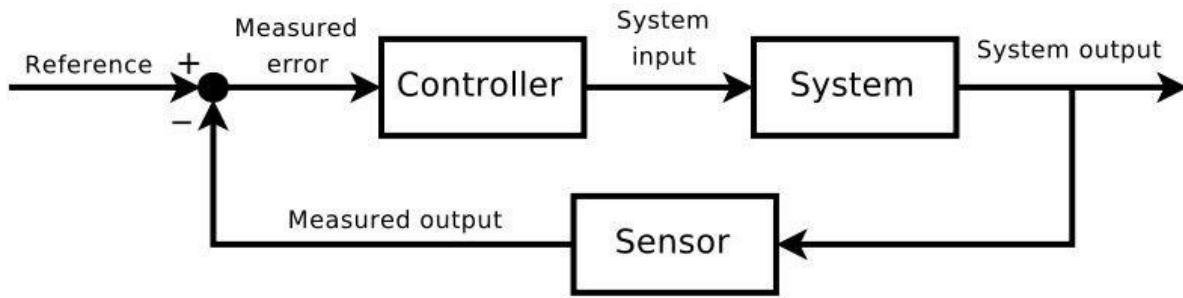 Reference
+
−
Measured
error
Controller
System
input
System
System output
Measured output
Sensor